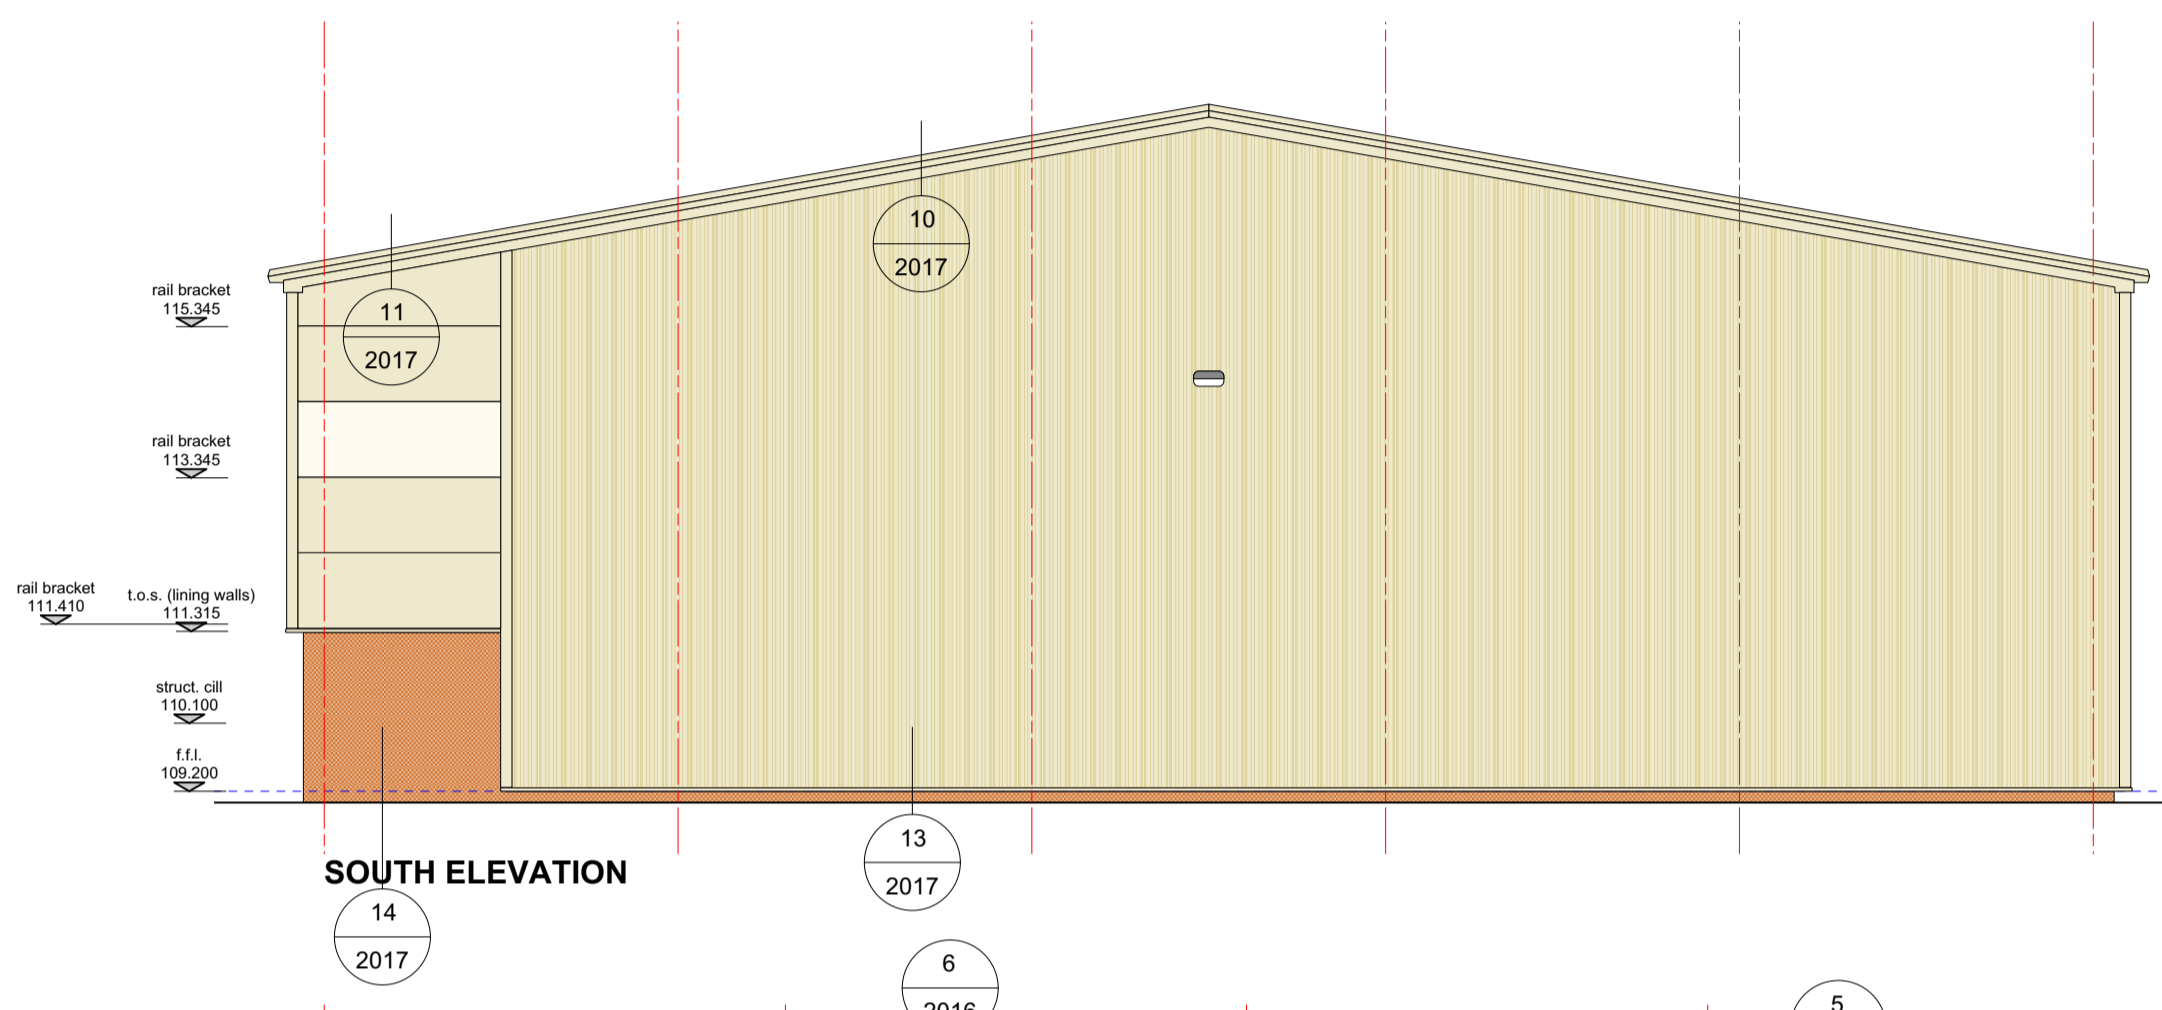 10
2017
rail bracket
115.345
11
2017
rail bracket
113.345
rail bracket
111.410
t.o.s. (lining walls)
111.315
struct. cill
110.100
f.f.l.
109.200
13
2017
SOUTH ELEVATION
14
2017
6
2016
5